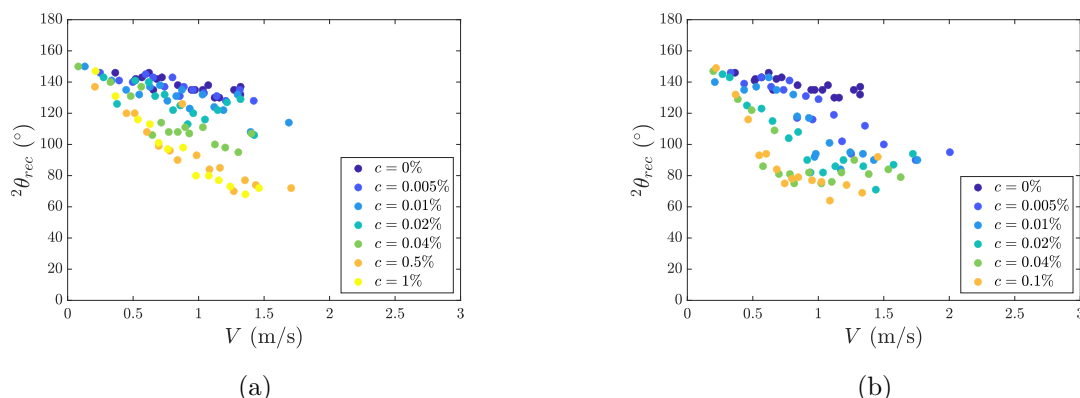 180
160
140
120
100
80
60
40
20
0
²θ_rec (°)
0 0.5 1 1.5 2 2.5 3
V (m/s)
c = 0%
c = 0.005%
c = 0.01%
c = 0.02%
c = 0.04%
c = 0.5%
c = 1%
(a)
180
160
140
120
100
80
60
40
20
0
²θ_rec (°)
0 0.5 1 1.5 2 2.5 3
V (m/s)
c = 0%
c = 0.005%
c = 0.01%
c = 0.02%
c = 0.04%
c = 0.1%
(b)